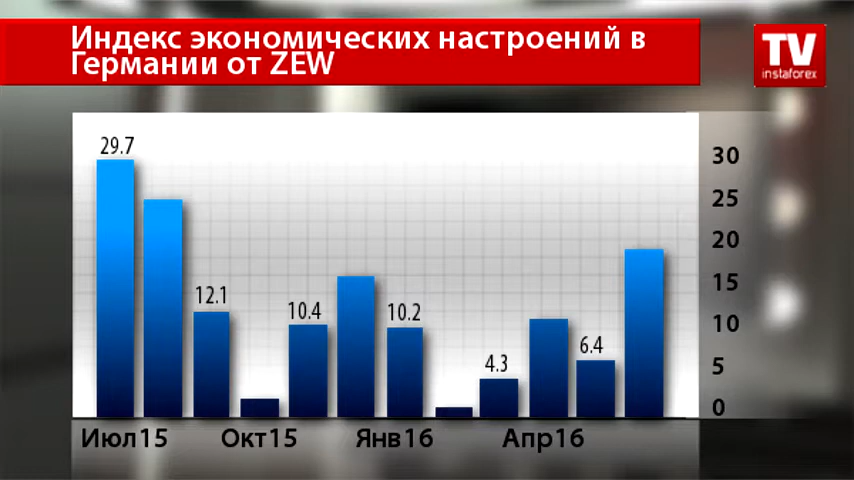 Индекс экономических настроений в
Германии от ZEW
TV
instaforex
29.7
12.1
10.4
10.2
4.3
6.4
30
25
20
15
10
5
0
Июл15
Окт15
Янв16
Апр16